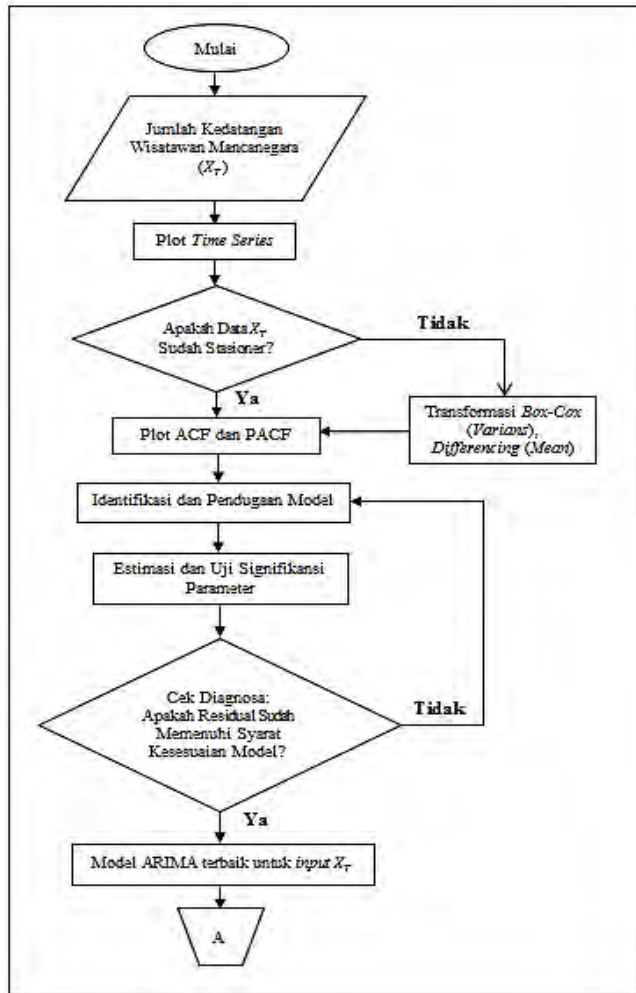 Mulai
Jumlah Kedatangan
Wisatawan Mancanegara
(X_T)
Plot Time Series
Apakah Data X_T
Sudah Stasioner?
Tidak
Ya
Transformasi Box-Cox
(Varians),
Differencing (Mean)
Plot ACF dan PACF
Identifikasi dan Pendugaan Model
Estimasi dan Uji Signifikansi
Parameter
Cek Diagnosa:
Apakah Residual Sudah
Memenuhi Syarat
Kesesuaian Model?
Tidak
Ya
Model ARIMA terbaik untuk input X_T
A